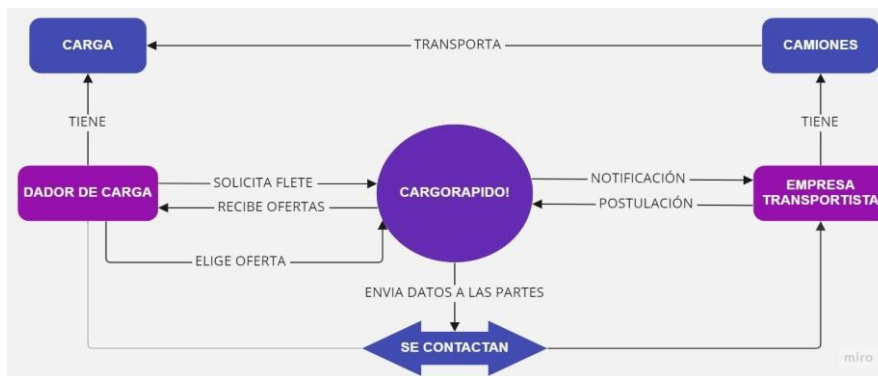 CARGA
TRANSPORTA
CAMIONES
TIENE
TIENE
DADOR DE CARGA
SOLICITA FLETE
RECIBE OFERTAS
CARGORAPIDO!
NOTIFICACIÓN
POSTULACIÓN
EMPRESA
TRANSPORTISTA
ELIGE OFERTA
ENVIA DATOS A LAS PARTES
SE CONTACTAN
miro